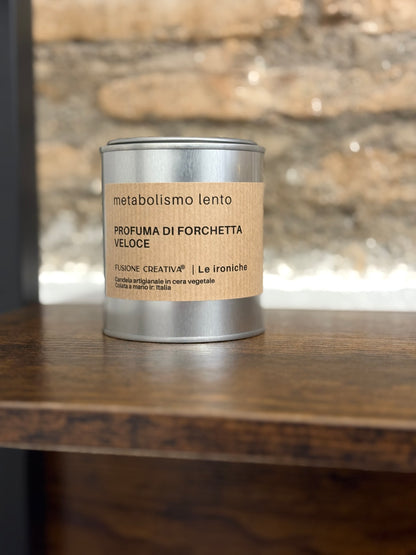 metabolismo lento
PROFUMA DI FORCHETTA
VELOCE
FUSIONE CREATIVA® | Le ironiche
Candela artigianale in cera vegetale
Colata a mano in Italia